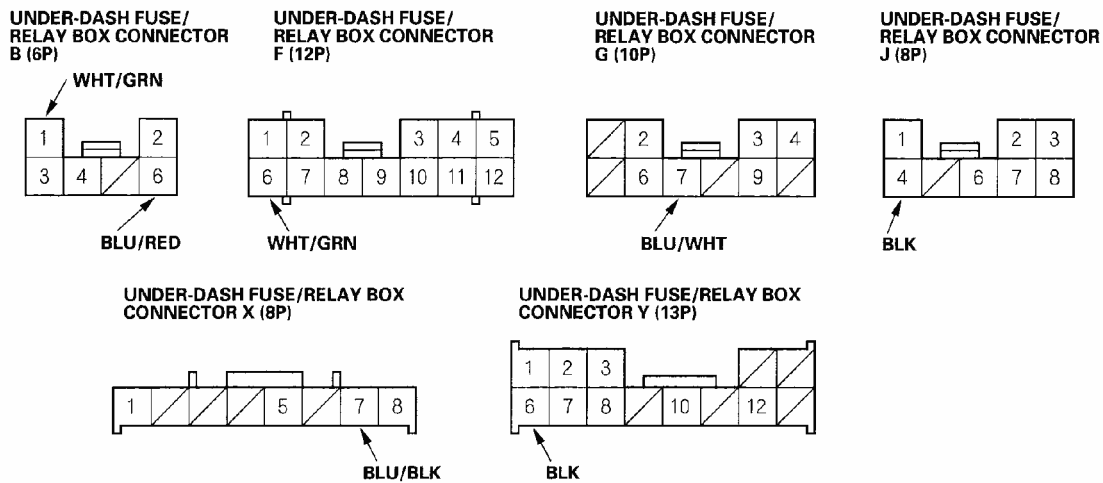 UNDER-DASH FUSE/
RELAY BOX CONNECTOR
B (6P)
WHT/GRN
1 2
3 4 6
BLU/RED
UNDER-DASH FUSE/
RELAY BOX CONNECTOR
F (12P)
1 2 3 4 5
6 7 8 9 10 11 12
WHT/GRN
UNDER-DASH FUSE/
RELAY BOX CONNECTOR
G (10P)
2 3 4
6 7 9
BLU/WHT
UNDER-DASH FUSE/
RELAY BOX CONNECTOR
J (8P)
1 2 3
4 6 7 8
BLK
UNDER-DASH FUSE/RELAY BOX
CONNECTOR X (8P)
1 5 7 8
BLU/BLK
UNDER-DASH FUSE/RELAY BOX
CONNECTOR Y (13P)
1 2 3
6 7 8 10 12
BLK